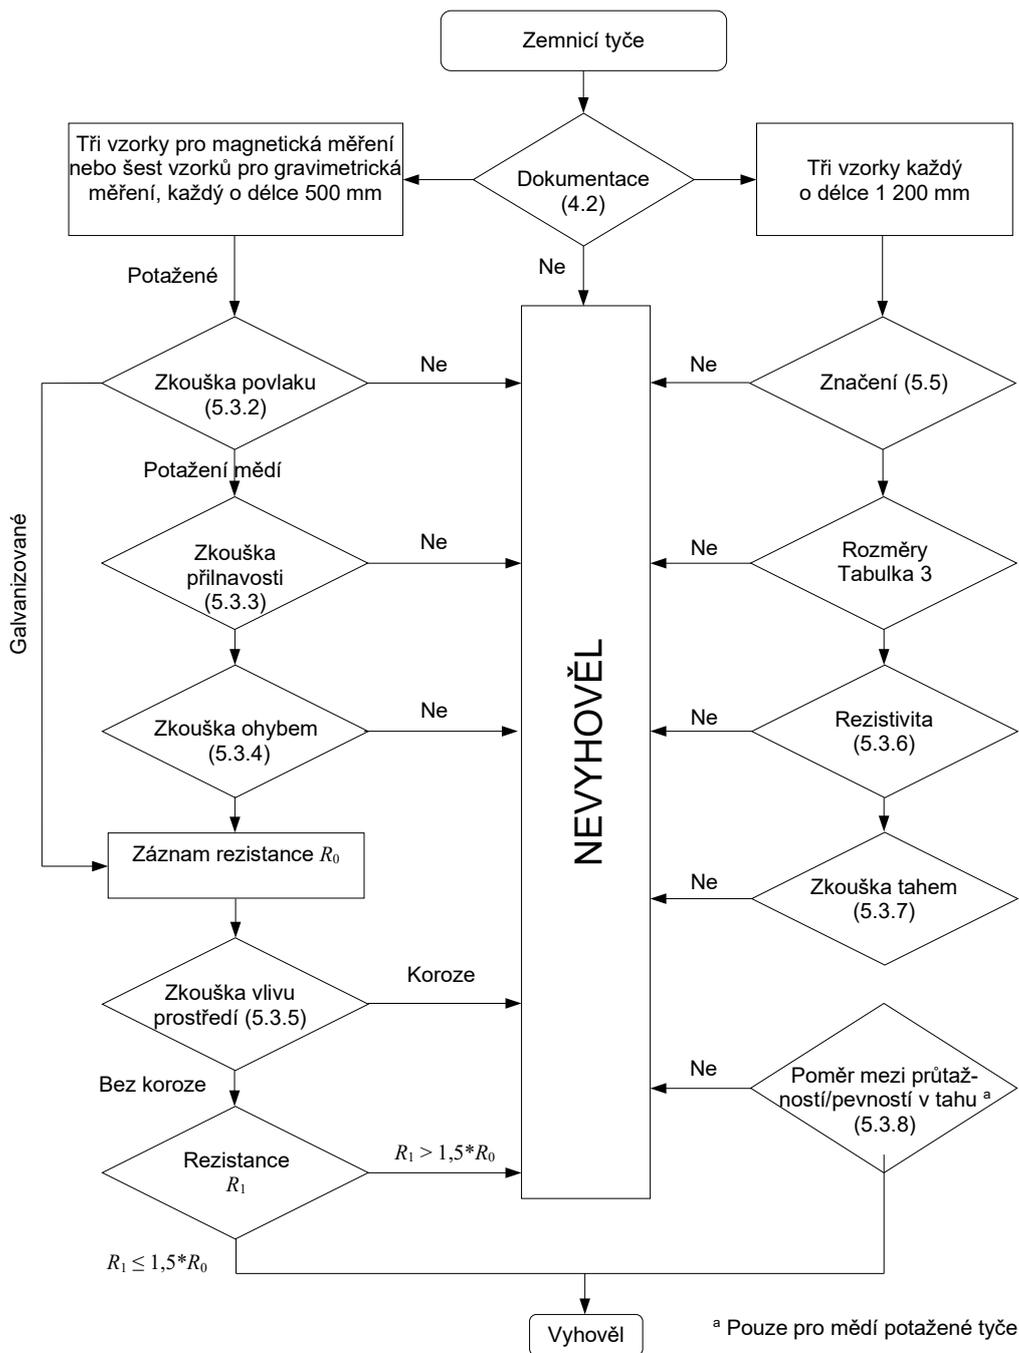 Zemnicí tyče
Tři vzorky pro magnetická měření
nebo šest vzorků pro gravimetrická
měření, každý o délce 500 mm
Dokumentace
(4.2)
Tři vzorky každý
o délce 1 200 mm
Potažené
Ne
Zkouška povlaku
(5.3.2)
Ne
Ne
Značení (5.5)
Potažení mědí
Galvanizované
Zkouška
přilnavosti
(5.3.3)
Ne
Ne
Rozměry
Tabulka 3
NEVYHOVĚL
Zkouška ohybem
(5.3.4)
Ne
Ne
Rezistivita
(5.3.6)
Záznam rezistance R₀
Ne
Zkouška tahem
(5.3.7)
Zkouška vlivu
prostředí (5.3.5)
Koroze
Bez koroze
Ne
Poměr mezi průtaž-
ností/pevností v tahu ᵃ
(5.3.8)
Rezistance
R₁
R₁ > 1,5*R₀
R₁ ≤ 1,5*R₀
Vyhověl
ᵃ Pouze pro mědí potažené tyče